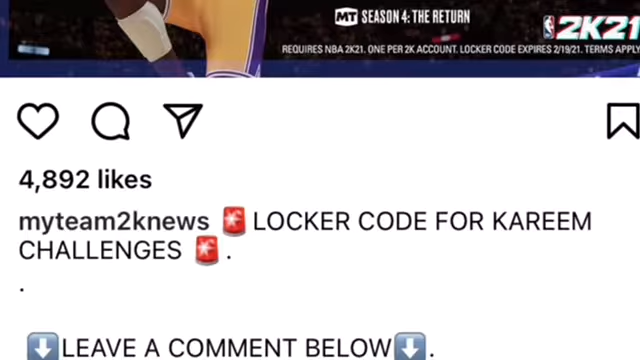 MT SEASON 4: THE RETURN
2K21
REQUIRES NBA 2K21. ONE PER 2K ACCOUNT. LOCKER CODE EXPIRES 2/19/21. TERMS APPLY
4,892 likes
myteam2knews 🚨LOCKER CODE FOR KAREEM
CHALLENGES 🚨.
.
⬇️LEAVE A COMMENT BELOW⬇️.